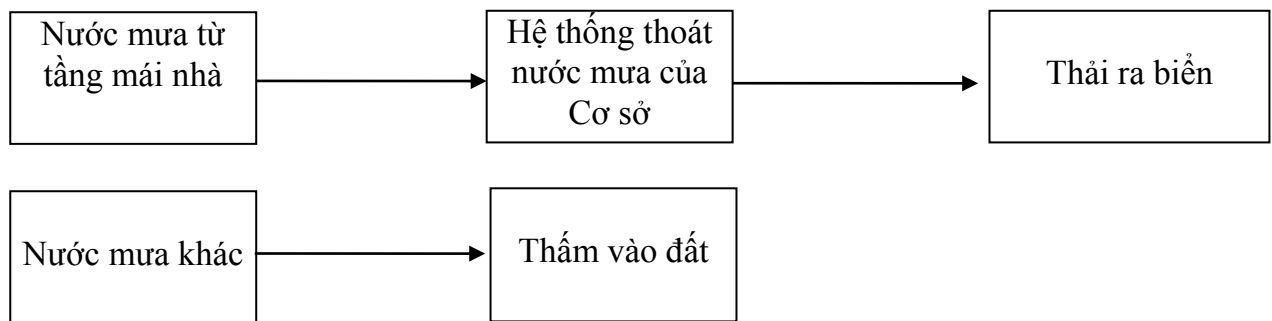 Nước mưa từ
tầng mái nhà
Hệ thống thoát
nước mưa của
Cơ sở
Thải ra biển
Nước mưa khác
Thấm vào đất